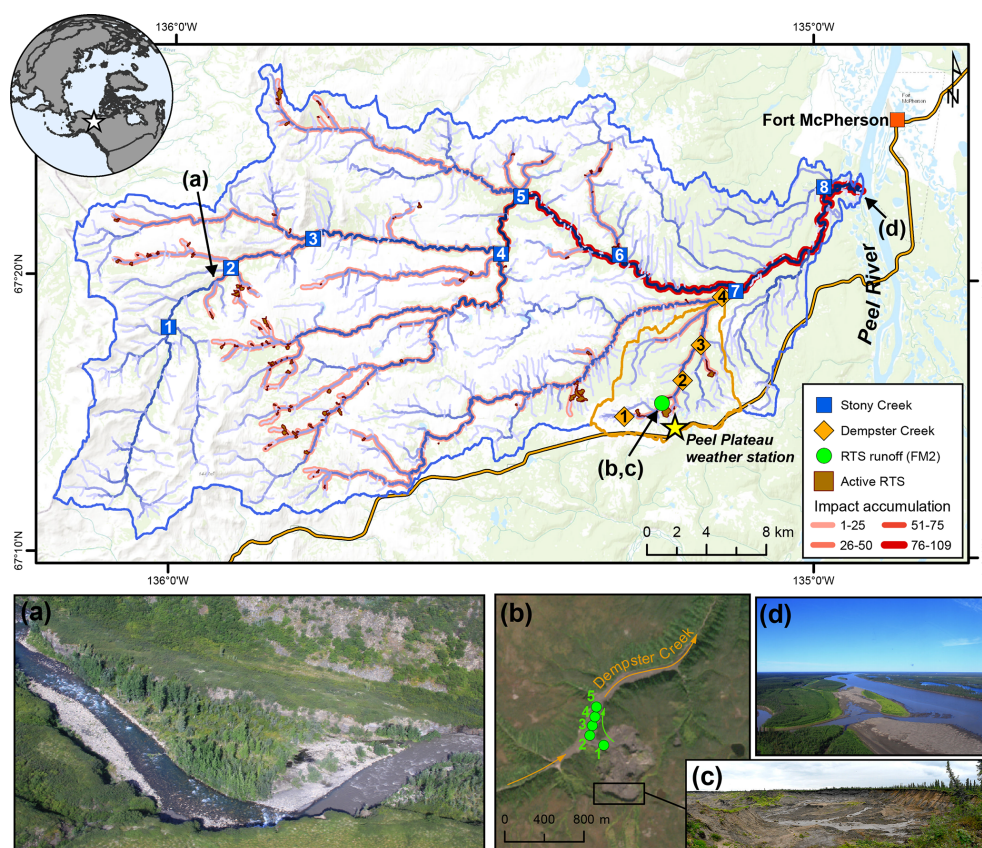 136°0'W
135°0'W
N
Fort
McPherson
Fort McPherson
(a)
5
8
(d)
3
4
6
2
67°20'N
7
4
1
3
Peel River
2
1
Peel Plateau
weather station
(b,c)
Stony Creek
Dempster Creek
RTS runoff (FM2)
Active RTS
Impact accumulation
1-25
51-75
26-50
76-109
0 2 4 8 km
67°10'N
136°0'W
135°0'W
(a)
(b)
Dempster Creek
5
4
3
2
1
0 400 800 m
(d)
(c)